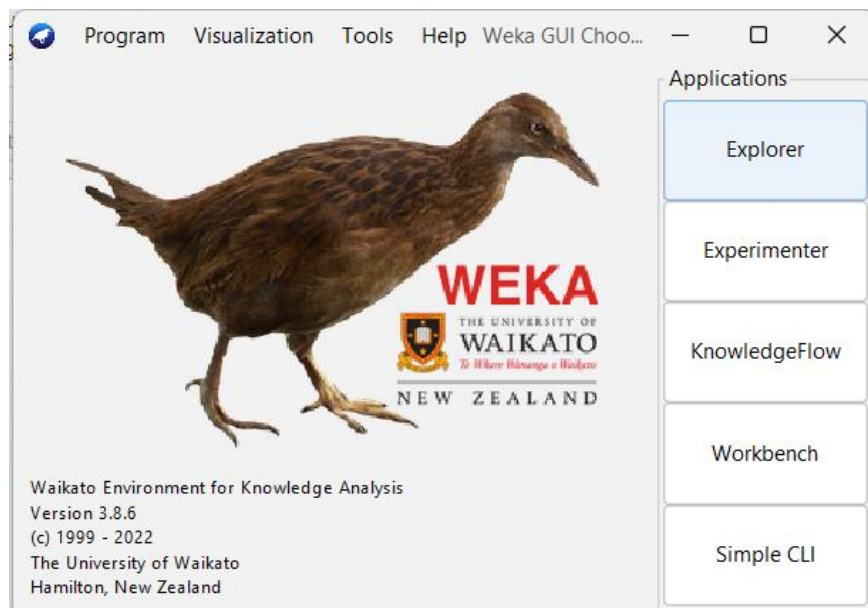 Program Visualization Tools Help Weka GUI Choo...
Applications
Explorer
Experimenter
KnowledgeFlow
Workbench
Simple CLI
WEKA
THE UNIVERSITY OF
WAIKATO
Te Whare Wānanga o Waikato
NEW ZEALAND
Waikato Environment for Knowledge Analysis
Version 3.8.6
(c) 1999 - 2022
The University of Waikato
Hamilton, New Zealand